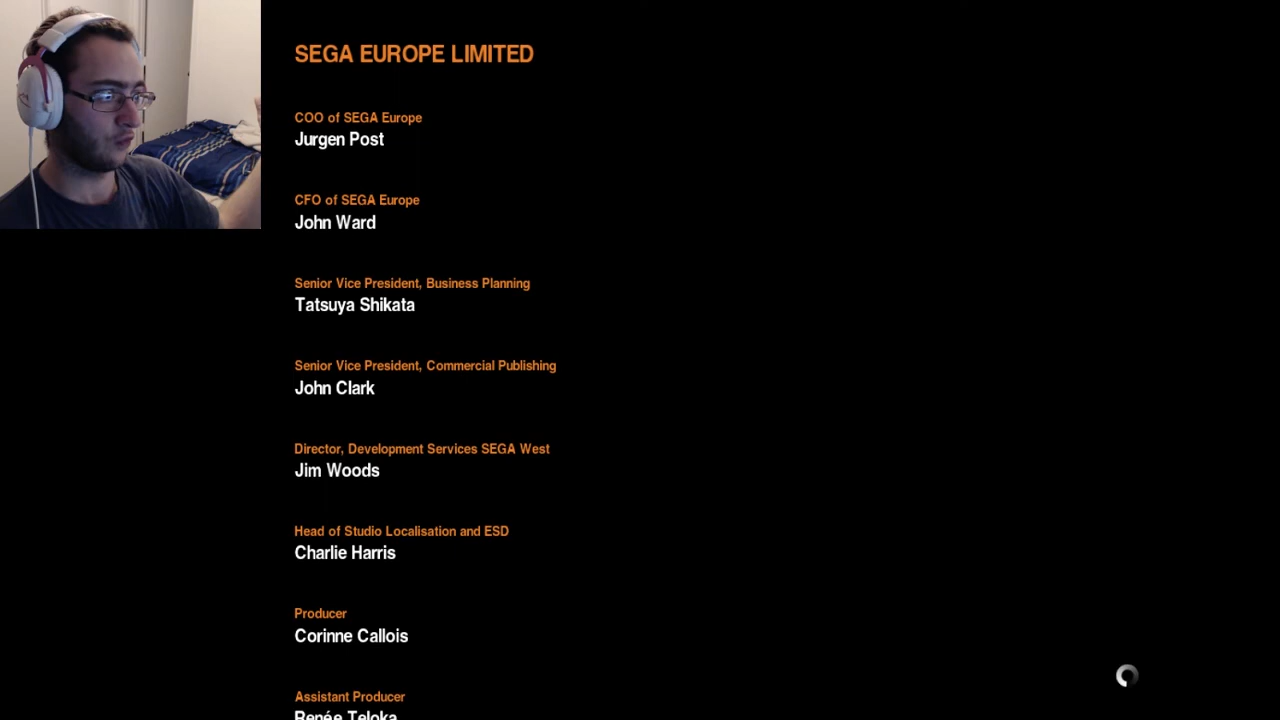 SEGA EUROPE LIMITED
COO of SEGA Europe
Jurgen Post
CFO of SEGA Europe
John Ward
Senior Vice President, Business Planning
Tatsuya Shikata
Senior Vice President, Commercial Publishing
John Clark
Director, Development Services SEGA West
Jim Woods
Head of Studio Localisation and ESD
Charlie Harris
Producer
Corinne Callois
Assistant Producer
Renée Teloka